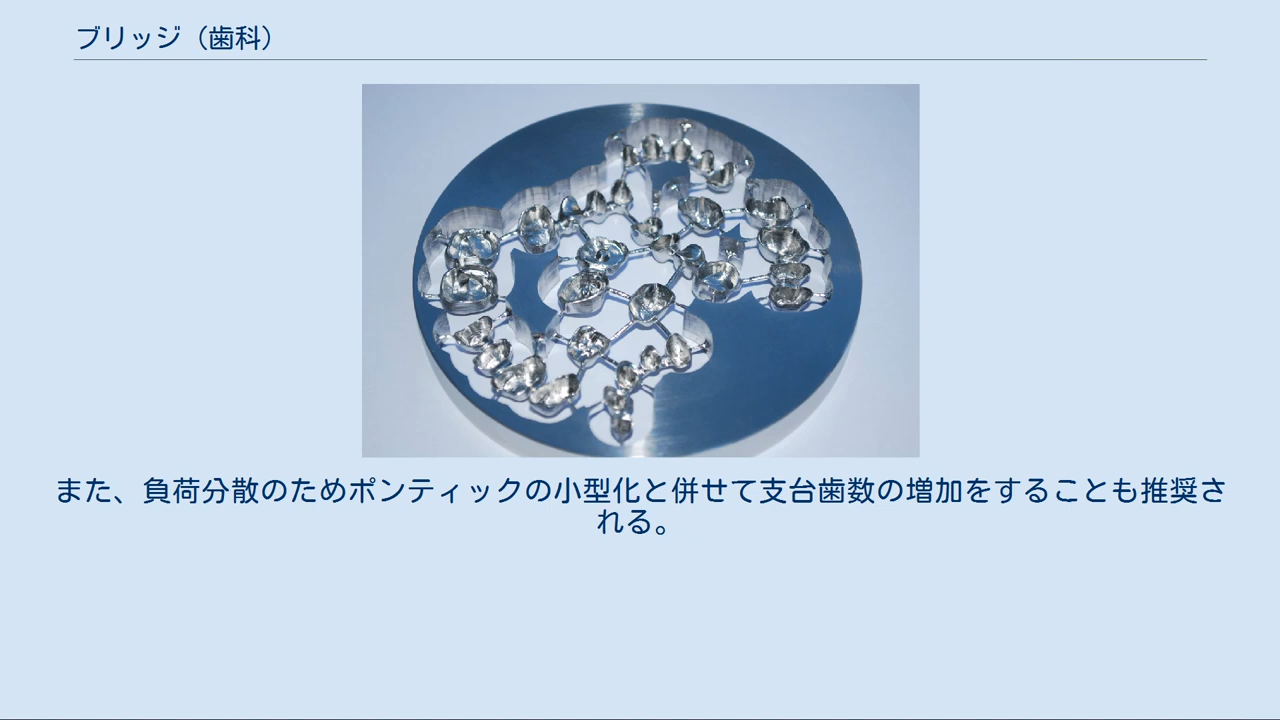 ブリッジ（歯科）
また、負荷分散のためポンティックの小型化と併せて支台歯数の増加をすることも推奨さ
れる。